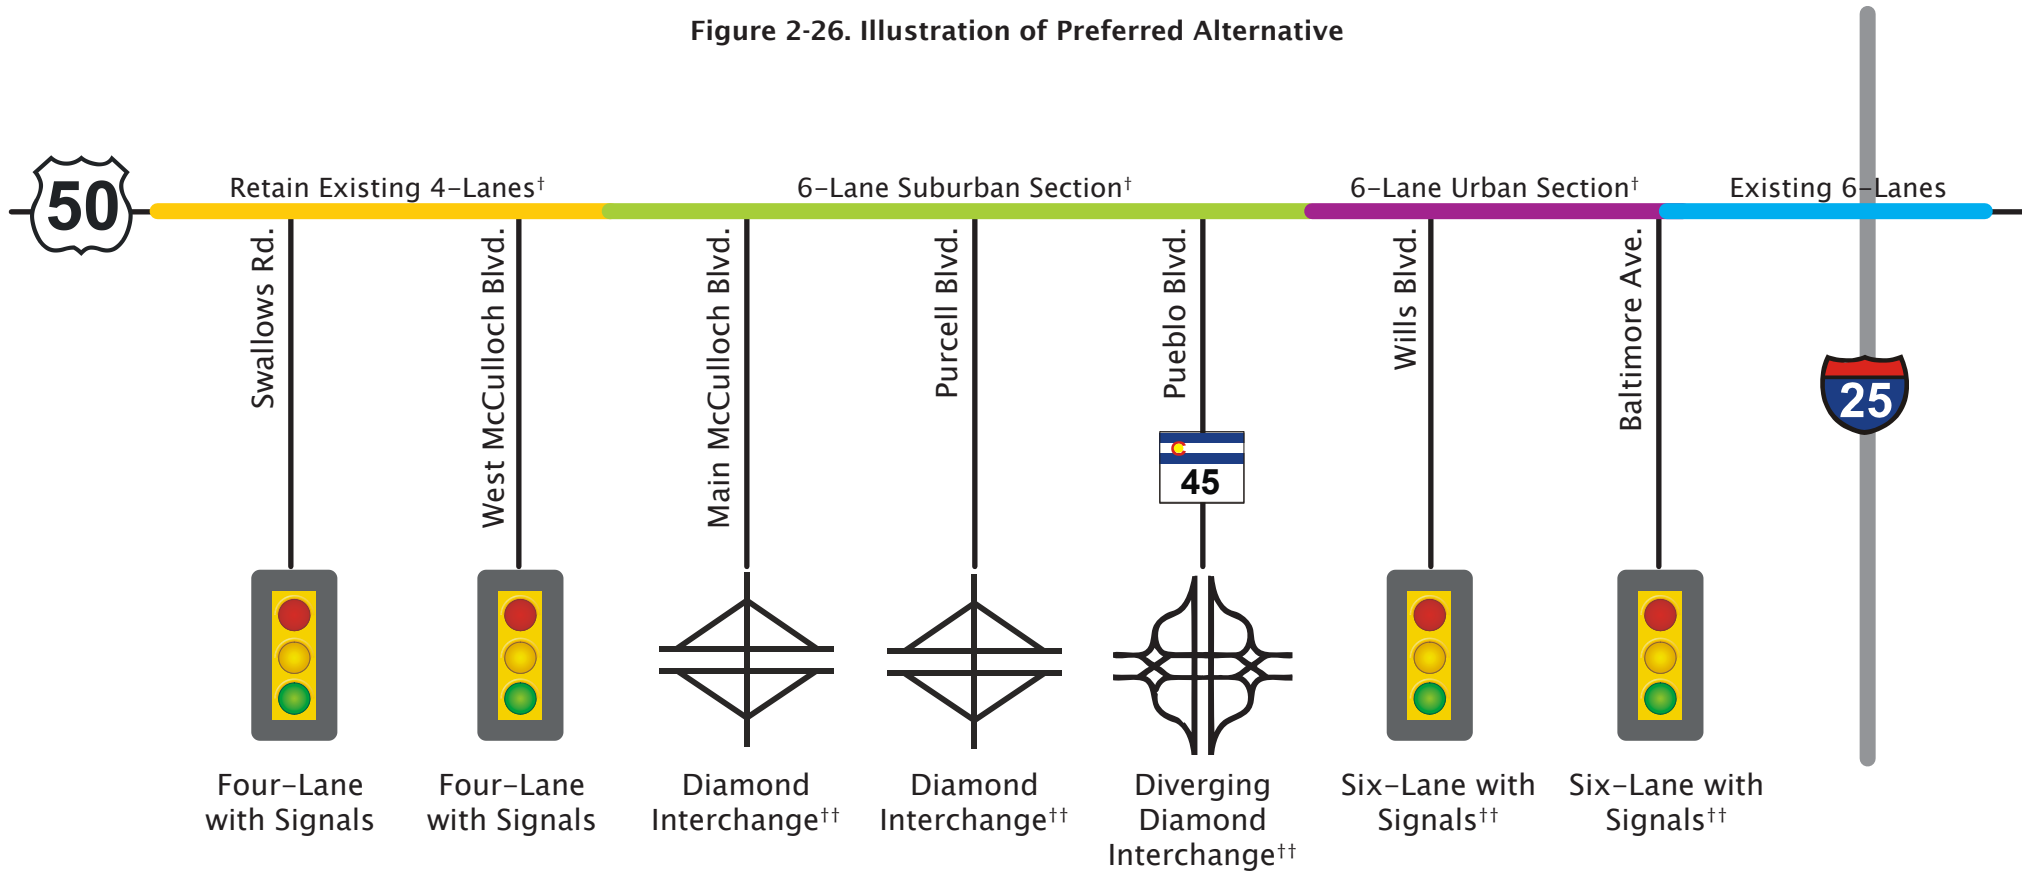 Figure 2-26. Illustration of Preferred Alternative
50
Retain Existing 4-Lanes†
6-Lane Suburban Section†
6-Lane Urban Section†
Existing 6-Lanes
Swallows Rd.
West McCulloch Blvd.
Main McCulloch Blvd.
Purcell Blvd.
Pueblo Blvd.
Wills Blvd.
Baltimore Ave.
25
45
Four-Lane
with Signals
Four-Lane
with Signals
Diamond
Interchange††
Diamond
Interchange††
Diverging
Diamond
Interchange††
Six-Lane with
Signals††
Six-Lane with
Signals††